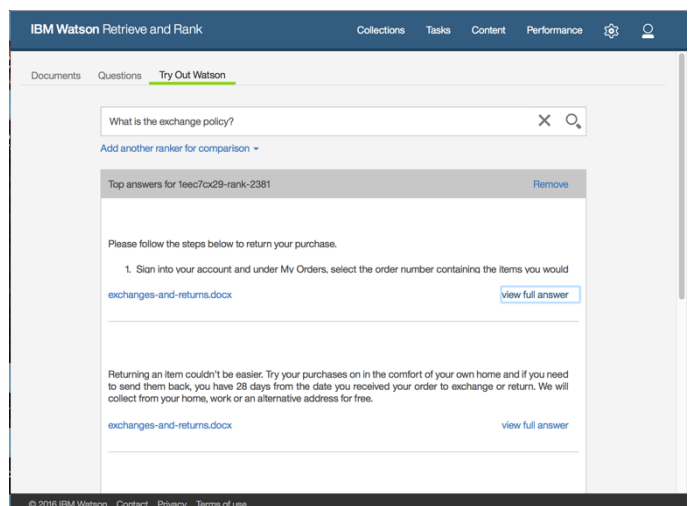 IBM Watson Retrieve and Rank
Collections Tasks Content Performance
Documents Questions Try Out Watson
What is the exchange policy?
Add another ranker for comparison
Top answers for 1eec7cx29-rank-2381 Remove
Please follow the steps below to return your purchase.
1. Sign into your account and under My Orders, select the order number containing the items you would
exchanges-and-returns.docx view full answer
Returning an item couldn't be easier. Try your purchases on in the comfort of your own home and if you need
to send them back, you have 28 days from the date you received your order to exchange or return. We will
collect from your home, work or an alternative address for free.
exchanges-and-returns.docx view full answer
© 2016 IBM Watson Contact Privacy Terms of use